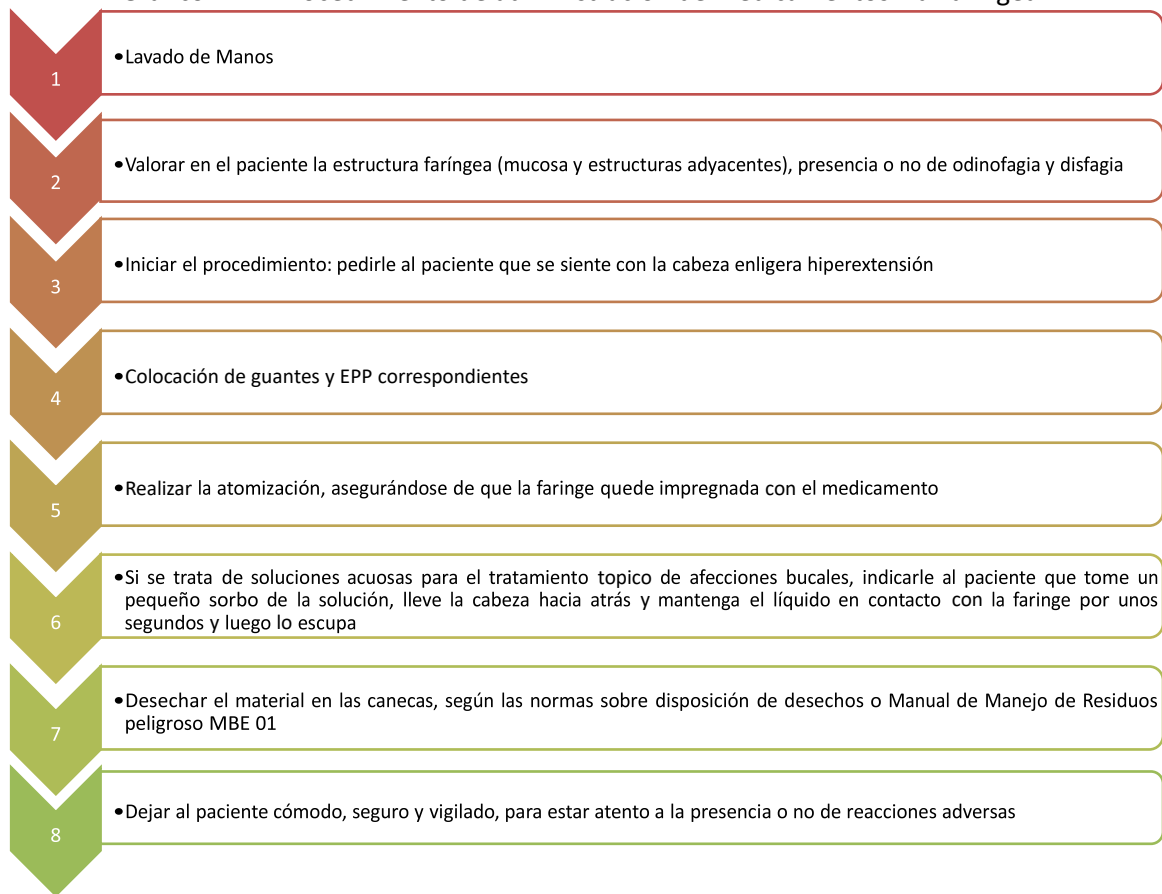 1
•Lavado de Manos
2
•Valorar en el paciente la estructura faríngea (mucosa y estructuras adyacentes), presencia o no de odinofagia y disfagia
3
•Iniciar el procedimiento: pedirle al paciente que se siente con la cabeza enligera hiperextensión
4
•Colocación de guantes y EPP correspondientes
5
•Realizar la atomización, asegurándose de que la faringe quede impregnada con el medicamento
6
•Si se trata de soluciones acuosas para el tratamiento topico de afecciones bucales, indicarle al paciente que tome un
pequeño sorbo de la solución, lleve la cabeza hacia atrás y mantenga el líquido en contacto con la faringe por unos
segundos y luego lo escupa
7
•Desechar el material en las canecas, según las normas sobre disposición de desechos o Manual de Manejo de Residuos
peligroso MBE 01
8
•Dejar al paciente cómodo, seguro y vigilado, para estar atento a la presencia o no de reacciones adversas